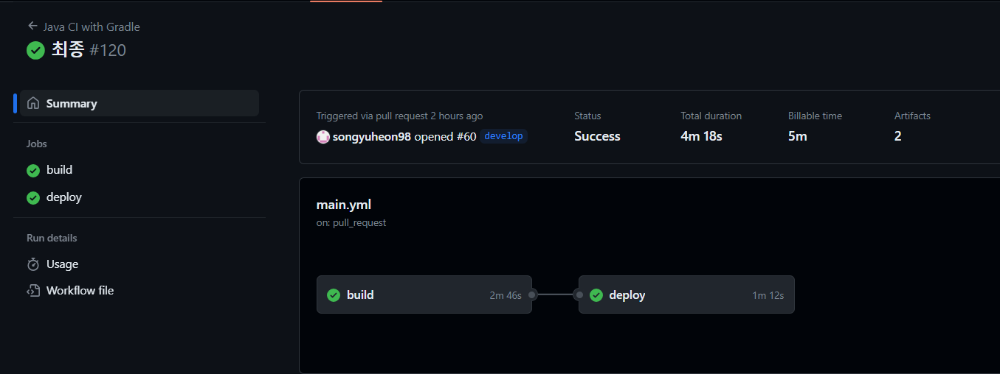 Java CI with Gradle
최종 #120
Summary
Jobs
build
deploy
Run details
Usage
Workflow file
Triggered via pull request 2 hours ago
songyuheon98 opened #60 develop
Status
Success
Total duration
4m 18s
Billable time
5m
Artifacts
2
main.yml
on: pull_request
build 2m 46s
deploy 1m 12s